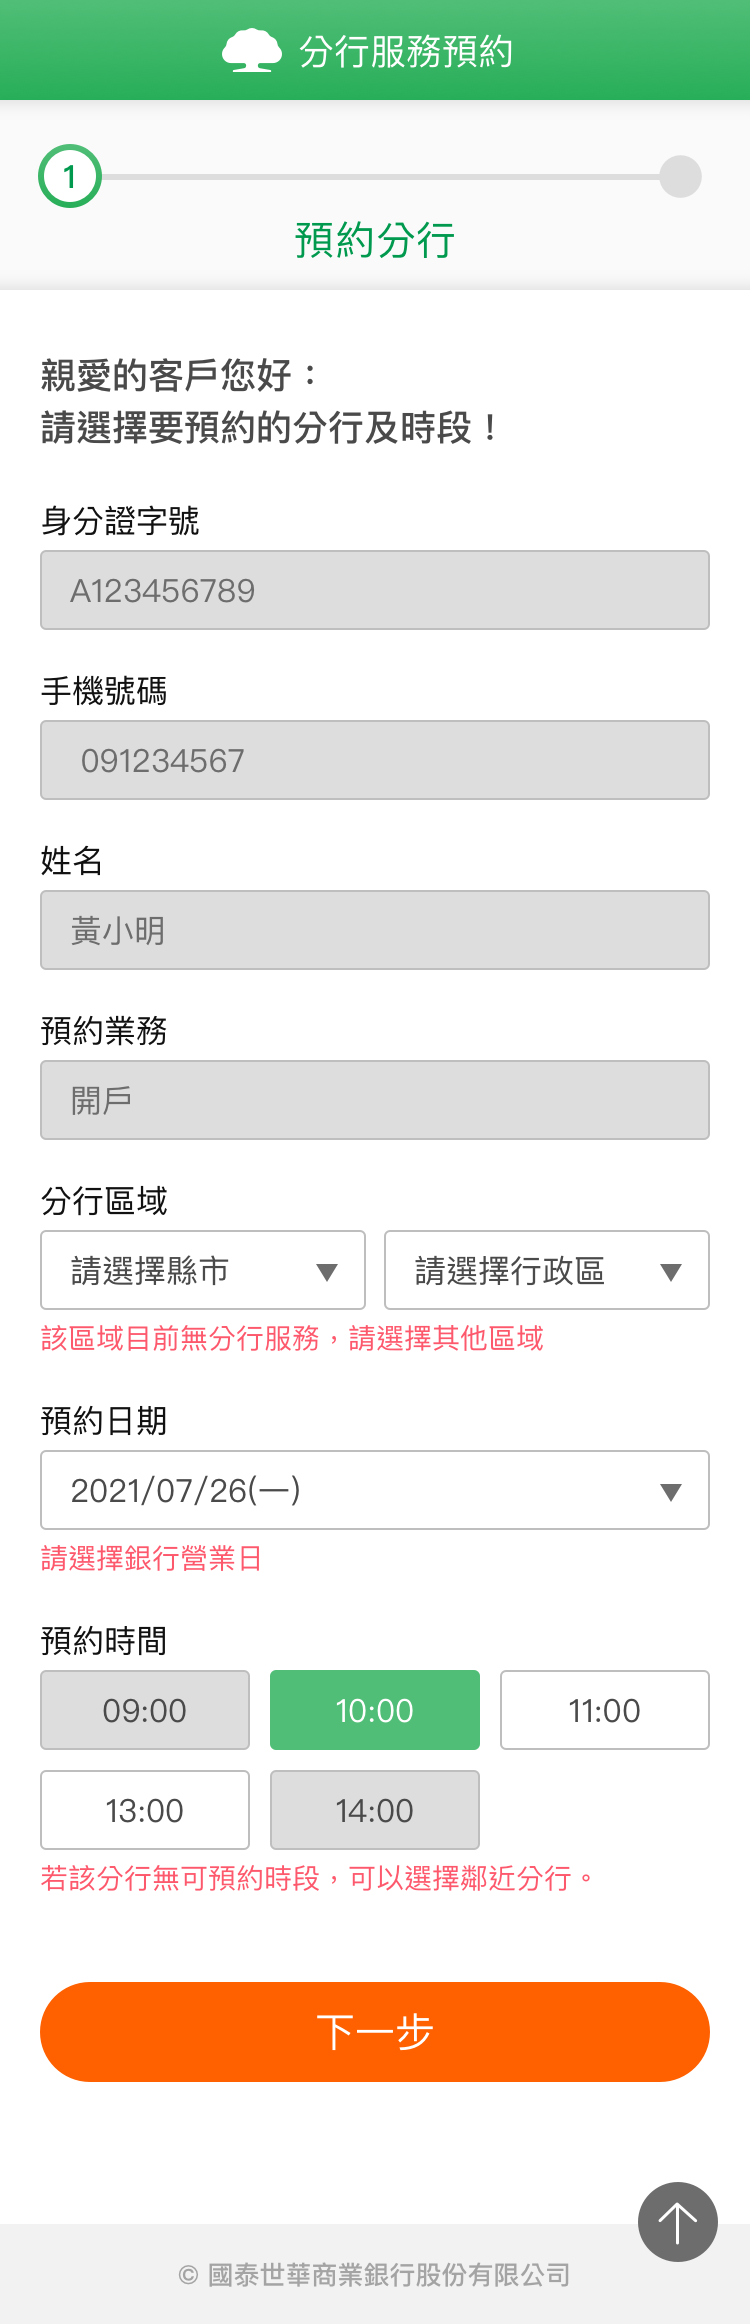 分行服務預約
1
預約分行
親愛的客戶您好：
請選擇要預約的分行及時段！
身分證字號
A123456789
手機號碼
091234567
姓名
黃小明
預約業務
開戶
分行區域
請選擇縣市 ▼ 請選擇行政區 ▼
該區域目前無分行服務，請選擇其他區域
預約日期
2021/07/26(一) ▼
請選擇銀行營業日
預約時間
09:00 10:00 11:00
13:00 14:00
若該分行無可預約時段，可以選擇鄰近分行。
下一步
© 國泰世華商業銀行股份有限公司